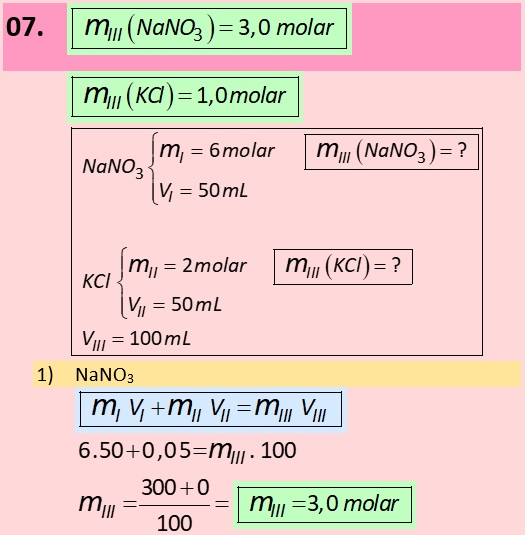 07. m_III (NaNO₃) = 3,0 molar
m_III (KCl) = 1,0 molar
NaNO₃ { m_I = 6 molar m_III (NaNO₃) = ?
V_I = 50 mL
KCl { m_II = 2 molar m_III (KCl) = ?
V_II = 50 mL
V_III = 100 mL
1) NaNO₃
m_I V_I + m_II V_II = m_III V_III
6.50+0,05=m_III . 100
m_III = (300+0)/100 = m_III =3,0 molar